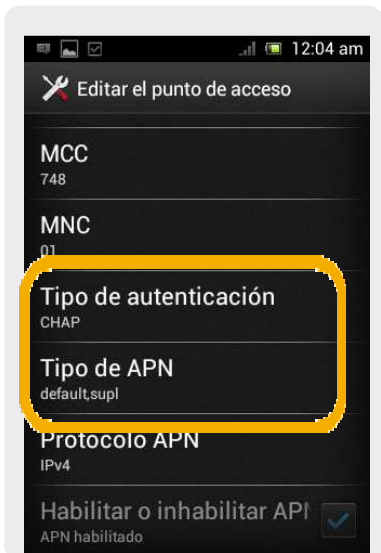 12:04 am
Editar el punto de acceso
MCC
748
MNC
01
Tipo de autenticación
CHAP
Tipo de APN
default,supl
Protocolo APN
IPv4
Habilitar o inhabilitar APN
APN habilitado